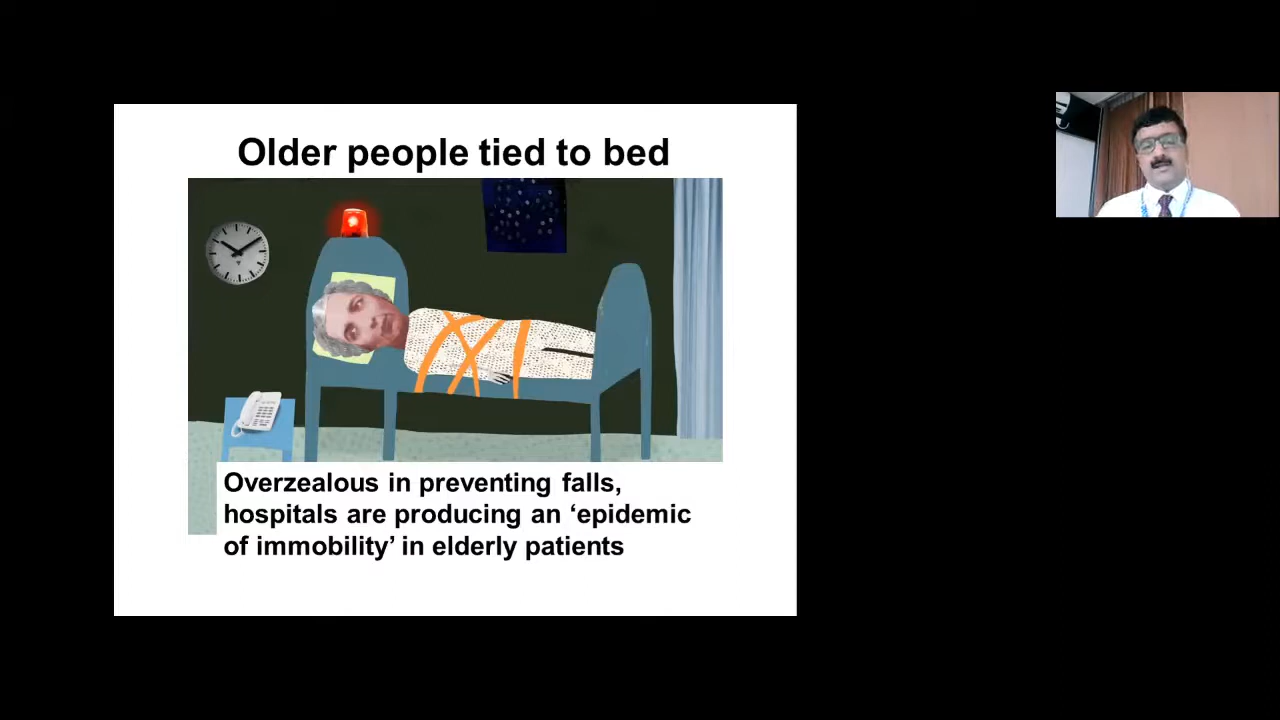 Older people tied to bed
Overzealous in preventing falls,
hospitals are producing an ‘epidemic
of immobility’ in elderly patients